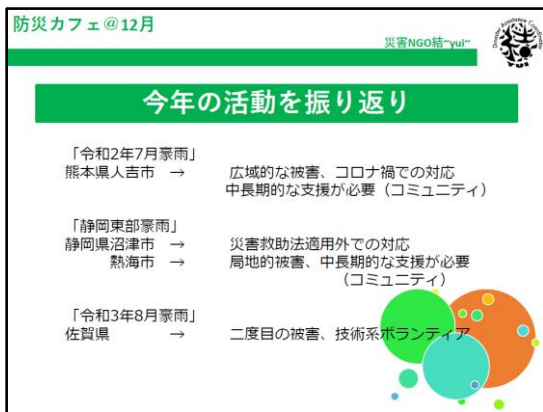 防災カフェ@12月
災害NGO結~yui~
今年の活動を振り返り
「令和2年7月豪雨」
熊本県人吉市 → 広域的な被害、コロナ禍での対応
中長期的な支援が必要(コミュニティ)
「静岡東部豪雨」
静岡県沼津市 → 災害救助法適用外での対応
熱海市 → 局地的被害、中長期的な支援が必要
(コミュニティ)
「令和3年8月豪雨」
佐賀県 → 二度目の被害、技術系ボランティア